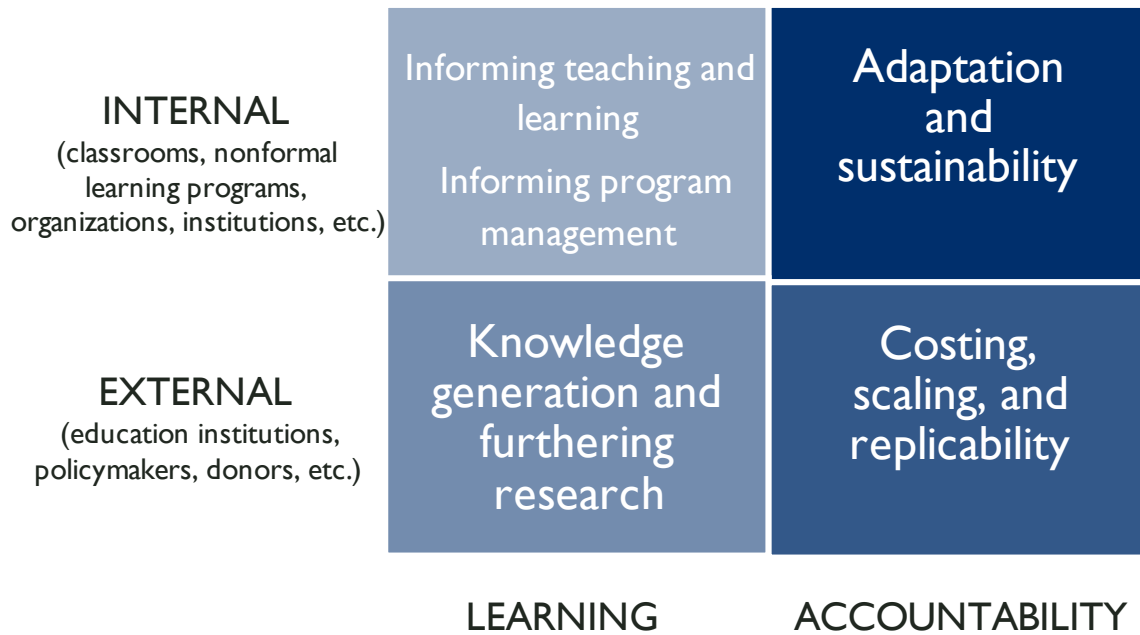 INTERNAL
(classrooms, nonformal
learning programs,
organizations, institutions, etc.)
Informing teaching and
learning
Informing program
management
Adaptation
and
sustainability
EXTERNAL
(education institutions,
policymakers, donors, etc.)
Knowledge
generation and
furthering
research
Costing,
scaling, and
replicability
LEARNING
ACCOUNTABILITY